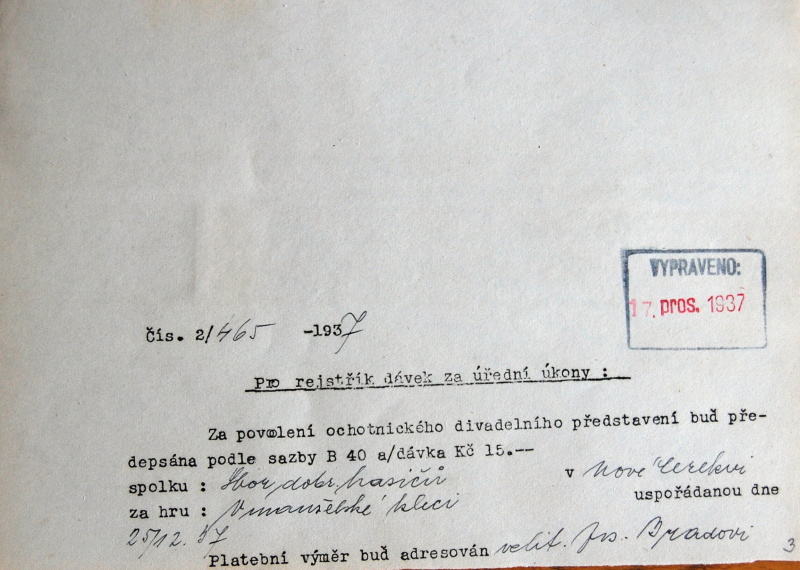 VYPRAVENO:
17. pros. 1937
Čís. 2/465 -1937
Pro rejstřík dávek za úřední úkony :
Za povolení ochotnického divadelního představení buď pře-
depsána podle sazby B 40 a/dávka Kč 15.--
spolku : Sbor dobr. hasičů v Nové Cerekvi
za hru : V manželské kleci uspořádanou dne
25/12. 37
Platební výměr buď adresován velit. Bradovi
3